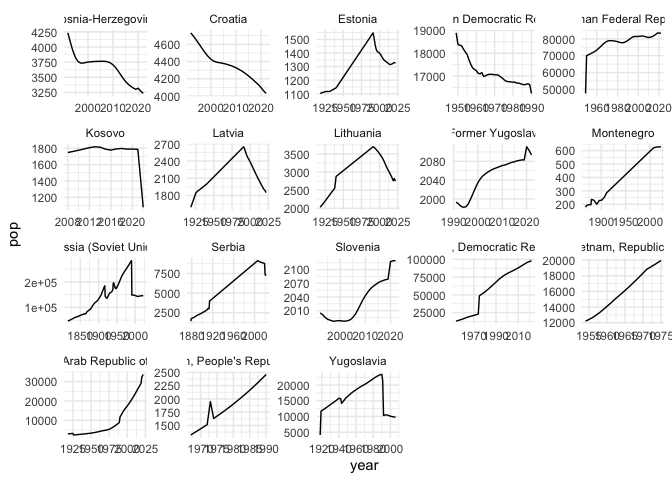 osnia-Herzegovin
Croatia
Estonia
n Democratic Re
nan Federal Rep
4250
4000
3750
3500
3250
4600
4400
4200
4000
1500
1400
1300
1200
1100
19000
18000
17000
80000
70000
60000
50000
2000 2010 2020
2000 2010 2020
1925 1950 1975 2000 2025
1950 1960 1970 1980 1990
1960 1980 2000 2020
Kosovo
Latvia
Lithuania
Former Yugoslav
Montenegro
1800
1600
1400
1200
2700
2400
2100
1800
3500
3000
2500
2000
2080
2040
2000
600
500
400
300
200
2008 2012 2016 2020
1925 1950 1975 2000 2025
1925 1950 1975 2000 2025
1990 2000 2010 2020
1900 1950 2000
pop
ssia (Soviet Unio
Serbia
Slovenia
, Democratic Re
etnam, Republic
2e+05
1e+05
7500
5000
2500
2100
2070
2040
2010
100000
75000
50000
25000
20000
18000
16000
14000
12000
1850 1900 1950 2000
1880 1920 1960 2000
2000 2010 2020
1970 1990 2010
1955 1960 1965 1970 1975
Arab Republic of
n, People's Repu
Yugoslavia
30000
20000
10000
2500
2250
2000
1750
1500
20000
15000
10000
5000
1925 1950 1975 2000 2025
1970 1975 1980 1985 1990
1920 1940 1960 1980 2000
year